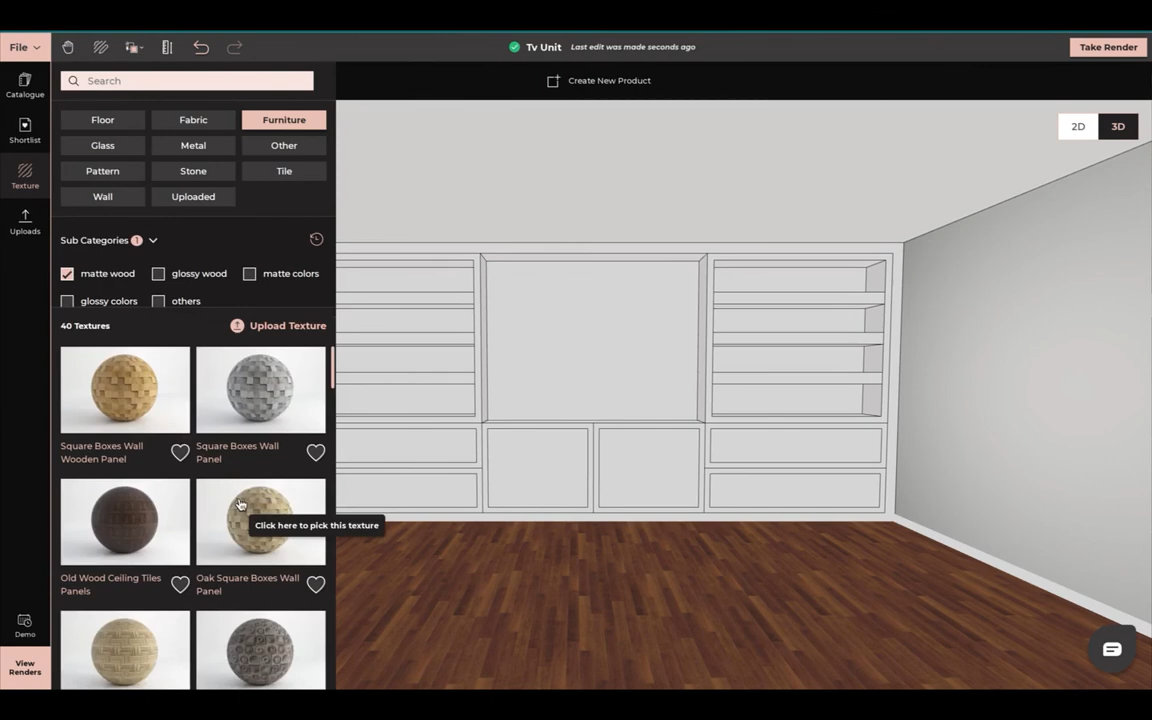 File
Tv Unit
Last edit was made seconds ago
Take Render
Catalogue
Shortlist
Texture
Uploads
Demo
View
Renders
Search
Floor
Fabric
Furniture
Glass
Metal
Other
Pattern
Stone
Tile
Wall
Uploaded
Sub Categories 1
matte wood
glossy wood
matte colors
glossy colors
others
40 Textures
Upload Texture
Square Boxes Wall
Wooden Panel
Square Boxes Wall
Panel
Click here to pick this texture
Old Wood Ceiling Tiles
Panels
Oak Square Boxes Wall
Panel
Create New Product
2D
3D